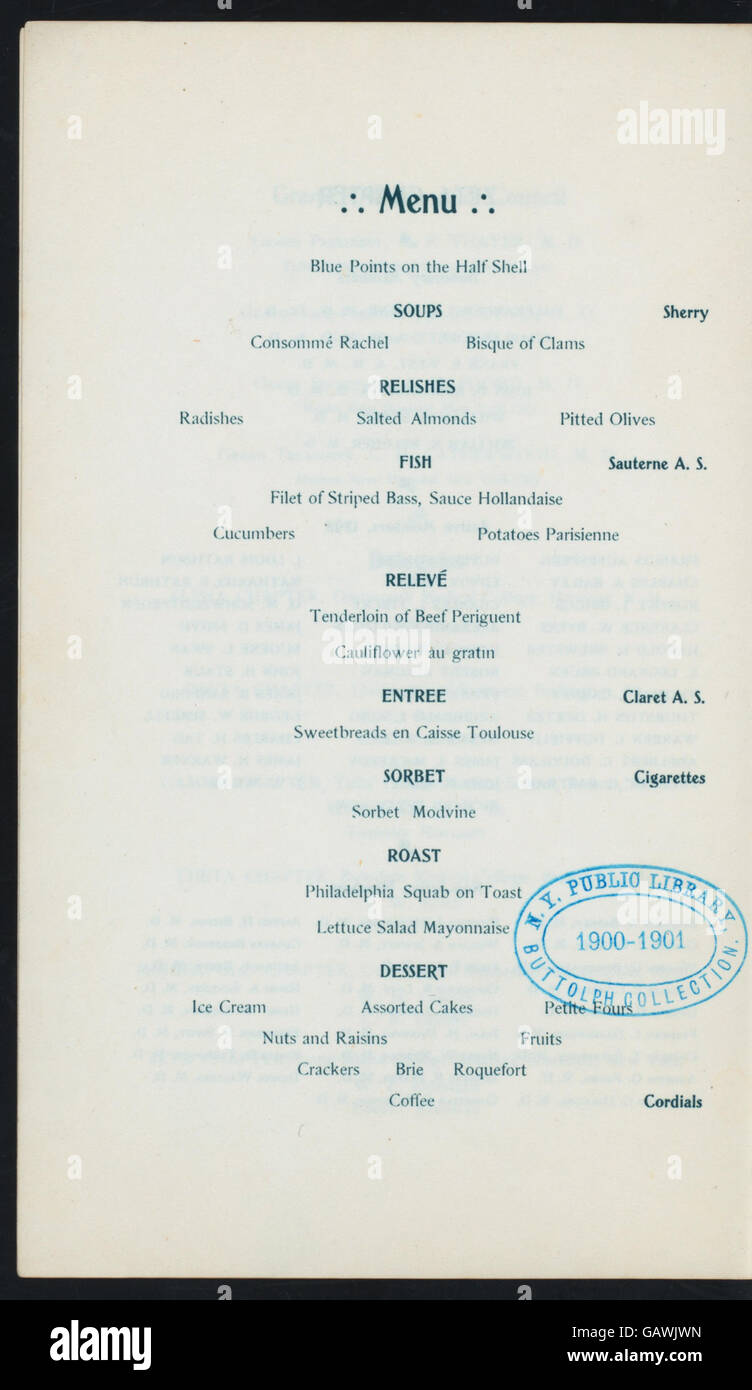 ∴ Menu ∴
Blue Points on the Half Shell
SOUPS Sherry
Consommé Rachel Bisque of Clams
RELISHES
Radishes Salted Almonds Pitted Olives
FISH Sauterne A. S.
Filet of Striped Bass, Sauce Hollandaise
Cucumbers Potatoes Parisienne
RELEVÉ
Tenderloin of Beef Periguent
Cauliflower au gratin
ENTREE Claret A. S.
Sweetbreads en Caisse Toulouse
SORBET Cigarettes
Sorbet Modvine
ROAST
Philadelphia Squab on Toast
Lettuce Salad Mayonnaise
N. Y. PUBLIC LIBRARY
1900-1901
BUTTOLPH COLLECTION.
DESSERT
Ice Cream Assorted Cakes Petite Fours
Nuts and Raisins Fruits
Crackers Brie Roquefort
Coffee Cordials
alamy
alamy
Image ID: GAWJWN
www.alamy.com